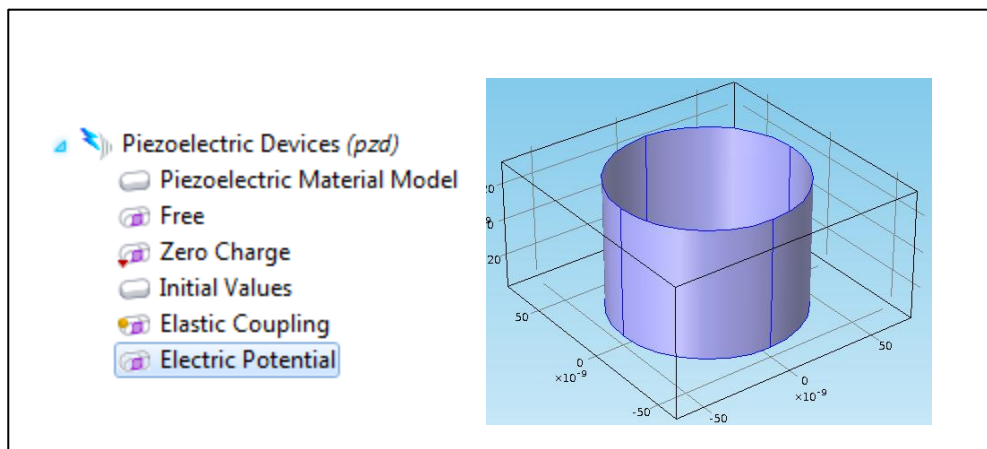 Piezoelectric Devices (pzd)
Piezoelectric Material Model
Free
Zero Charge
Initial Values
Elastic Coupling
Electric Potential
0
20
50
0
×10⁻⁹
-50
-50
0
×10⁻⁹
50